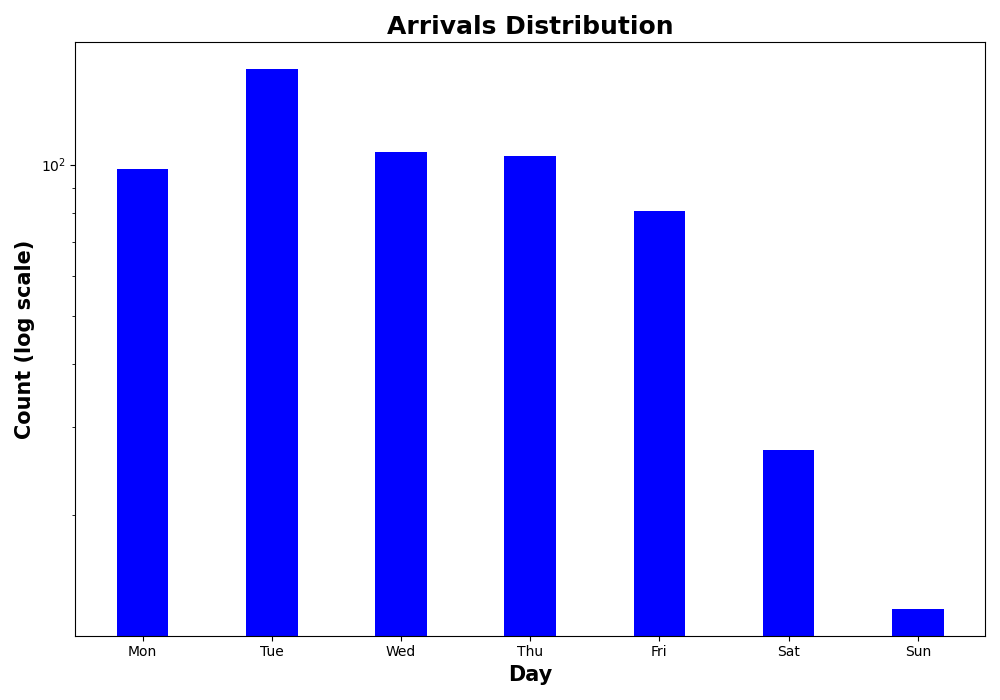 Arrivals Distribution
10²
Count (log scale)
Mon Tue Wed Thu Fri Sat Sun
Day